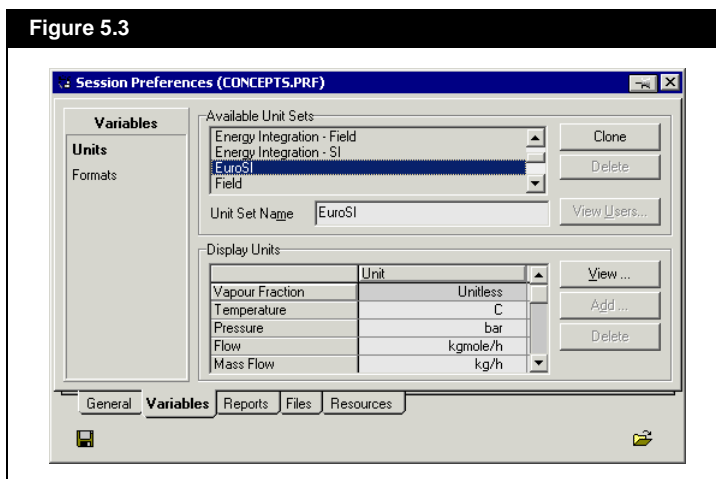 Figure 5.3
Session Preferences (CONCEPTS.PRF)
Variables
Units
Formats
Available Unit Sets
Energy Integration - Field
Energy Integration - SI
EuroSI
Field
Unit Set Name EuroSI
Clone
Delete
View Users...
Display Units
Unit
Vapour Fraction Unitless
Temperature C
Pressure bar
Flow kgmole/h
Mass Flow kg/h
View ...
Add ...
Delete
General Variables Reports Files Resources